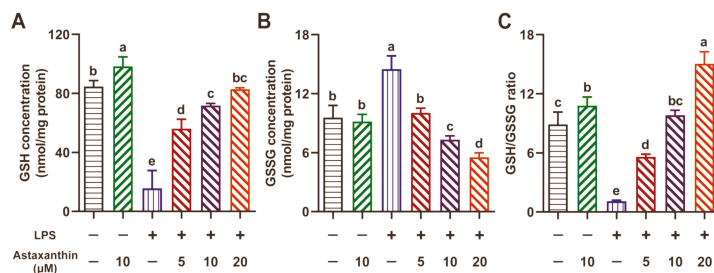 A
GSH concentration
(nmol/mg protein)
120
80
40
0
b
a
e
d
c
bc
B
GSSG concentration
(nmol/mg protein)
18
12
6
0
b
b
a
b
c
d
C
GSH/GSSG ratio
18
12
6
0
c
b
e
d
bc
a
LPS – – + + + + – – + + + + – – + + + +
Astaxanthin – 10 – 5 10 20 – 10 – 5 10 20 – 10 – 5 10 20
(μM)